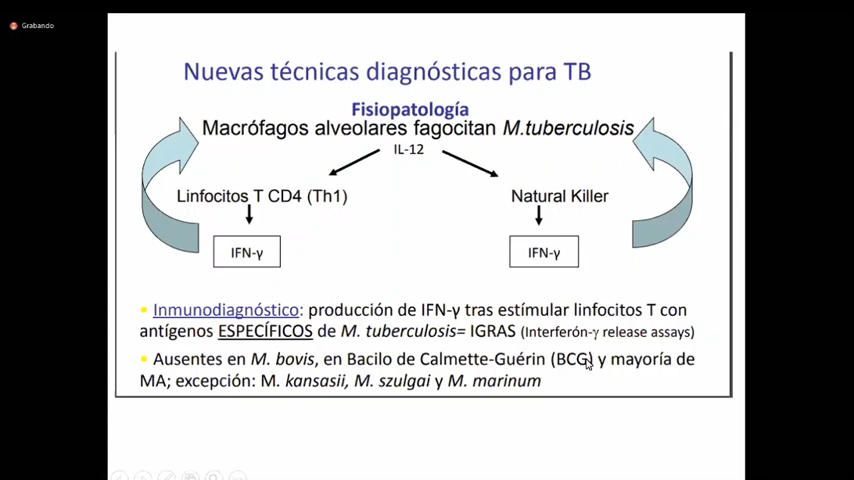 Grabando
Nuevas técnicas diagnósticas para TB
Fisiopatología
Macrófagos alveolares fagocitan M.tuberculosis
IL-12
Linfocitos T CD4 (Th1)
Natural Killer
IFN-γ
IFN-γ
Inmunodiagnóstico: producción de IFN-γ tras estímular linfocitos T con
antígenos ESPECÍFICOS de M. tuberculosis= IGRAS (Interferón-γ release assays)
Ausentes en M. bovis, en Bacilo de Calmette-Guérin (BCG) y mayoría de
MA; excepción: M. kansasii, M. szulgai y M. marinum